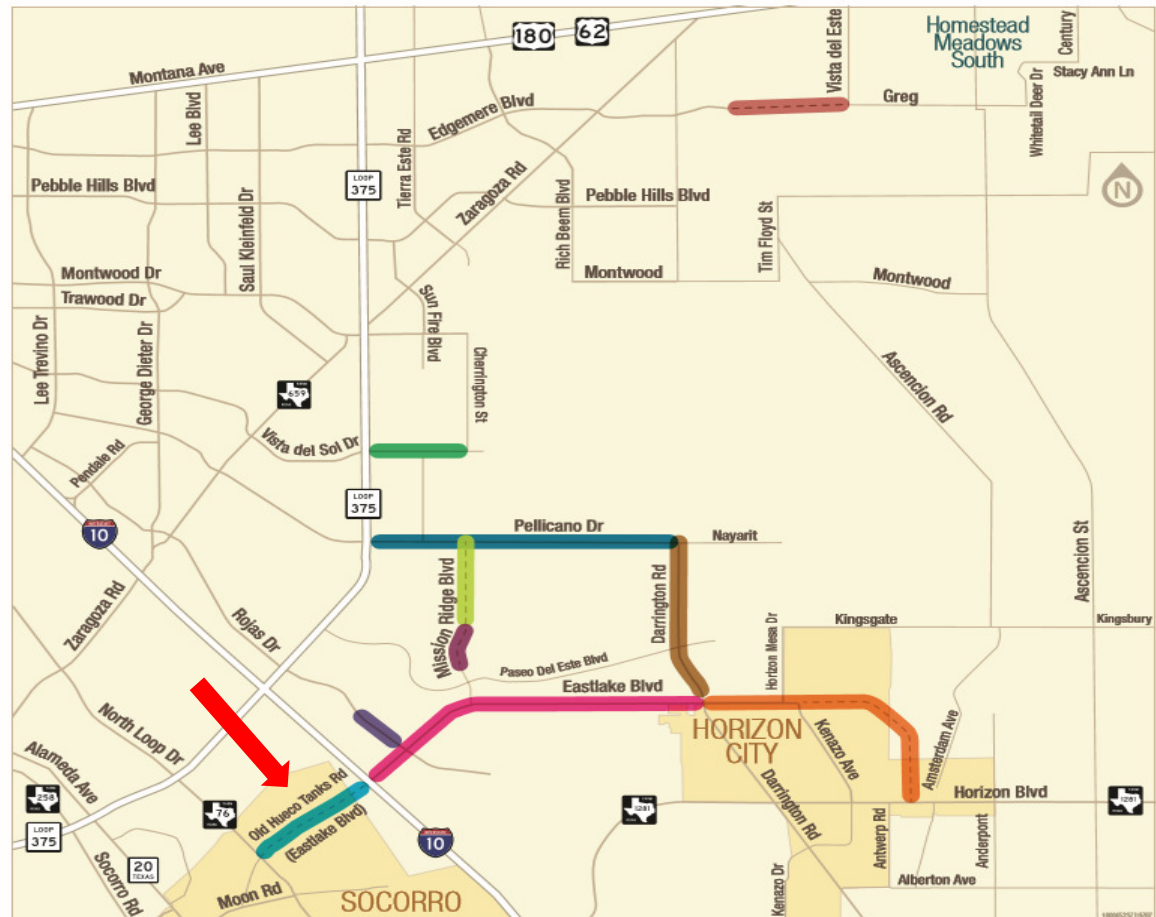 180
62
Homestead
Meadows
South
Vista del Este
Century
Stacy Ann Ln
Whitetail Deer Dr
Greg
Montana Ave
Lee Blvd
Edgemere Blvd
Tierra Este Rd
Zaragoza Rd
LOOP
375
N
Pebble Hills Blvd
Saul Kleinfeld Dr
Rich Beem Blvd
Pebble Hills Blvd
Tim Floyd St
Montwood Dr
Trawood Dr
Montwood
Montwood
Lee Trevino Dr
George Dieter Dr
Sun Fire Blvd
Cherrington St
659
Ascencion Rd
Vista del Sol Dr
Pendale Rd
LOOP
375
10
Pellicano Dr
Nayarit
Ascencion St
Zaragoza Rd
Rojas Dr
Mission Ridge Blvd
Darrington Rd
Horizon Mesa Dr
Kingsgate
Kingsbury
Paseo Del Este Blvd
Eastlake Blvd
HORIZON
CITY
Kenazo Ave
Amsterdam Ave
North Loop Dr
Alameda Ave
Old Hueco Tanks Rd
(Eastlake Blvd)
Darrington Rd
Horizon Blvd
258
76
1281
1281
LOOP
375
10
Antwerp Rd
Anderpont
20
TEXAS
Socorro Rd
Moon Rd
SOCORRO
Kenazo Dr
Alberton Ave